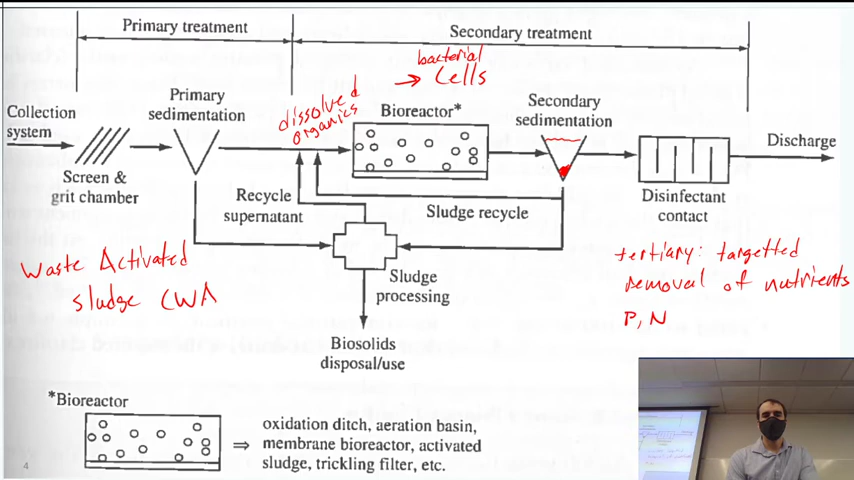 Primary treatment
Secondary treatment
bacterial
→ Cells
dissolved
organics
Collection
system
Primary
sedimentation
Bioreactor*
Secondary
sedimentation
Discharge
Screen &
grit chamber
Recycle
supernatant
Sludge recycle
Disinfectant
contact
Waste Activated
sludge CWA
Sludge
processing
tertiary: targetted
removal of nutrients
P, N
Biosolids
disposal/use
*Bioreactor
⇒ oxidation ditch, aeration basin,
membrane bioreactor, activated
sludge, trickling filter, etc.
4